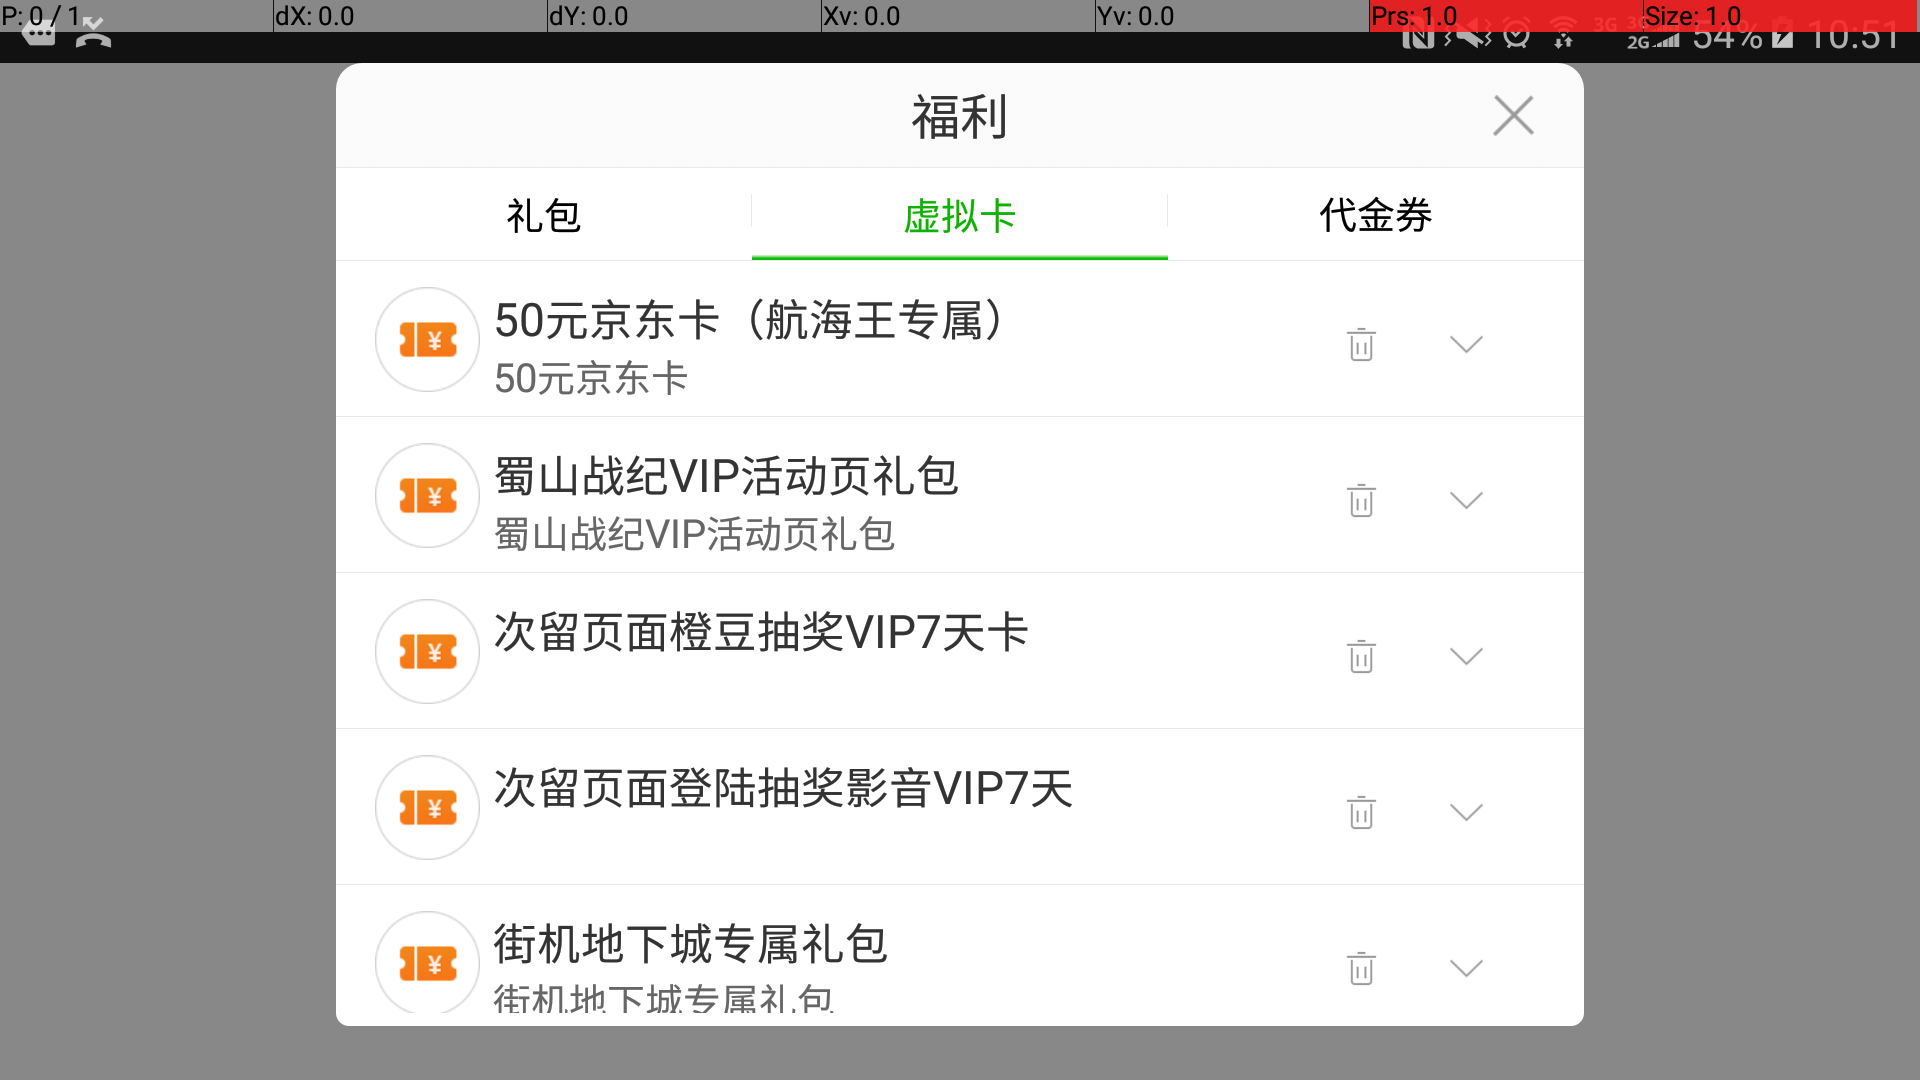 P: 0 / 1
dX: 0.0
dY: 0.0
Xv: 0.0
Yv: 0.0
Prs: 1.0
Size: 1.0
3G
2G
54%
10:51
福利
礼包
虚拟卡
代金券
50元京东卡（航海王专属）
50元京东卡
蜀山战纪VIP活动页礼包
蜀山战纪VIP活动页礼包
次留页面橙豆抽奖VIP7天卡
次留页面登陆抽奖影音VIP7天
街机地下城专属礼包
街机地下城专属礼包